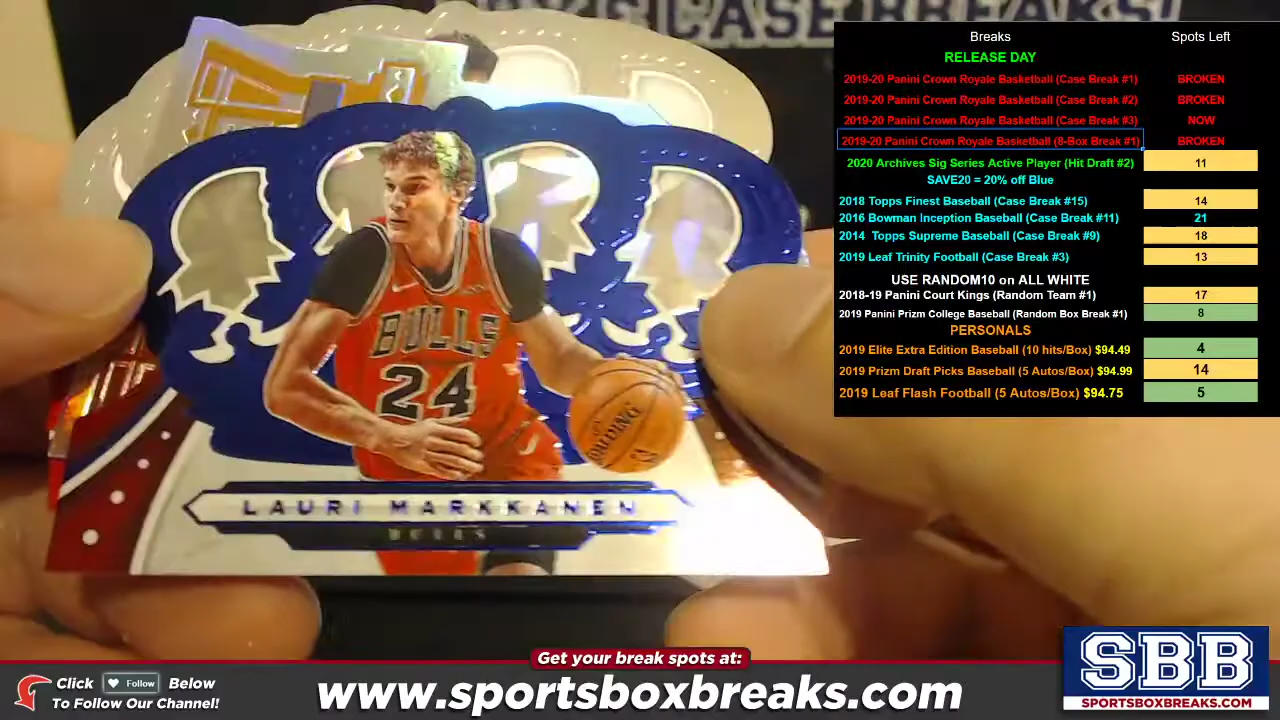 CASE BREAKS!
Breaks Spots Left
RELEASE DAY
2019-20 Panini Crown Royale Basketball (Case Break #1) BROKEN
2019-20 Panini Crown Royale Basketball (Case Break #2) BROKEN
2019-20 Panini Crown Royale Basketball (Case Break #3) NOW
2019-20 Panini Crown Royale Basketball (8-Box Break #1) BROKEN
2020 Archives Sig Series Active Player (Hit Draft #2) 11
SAVE20 = 20% off Blue
2018 Topps Finest Baseball (Case Break #15) 14
2016 Bowman Inception Baseball (Case Break #11) 21
2014 Topps Supreme Baseball (Case Break #9) 18
2019 Leaf Trinity Football (Case Break #3) 13
USE RANDOM10 on ALL WHITE
2018-19 Panini Court Kings (Random Team #1) 17
2019 Panini Prizm College Baseball (Random Box Break #1) 8
PERSONALS
2019 Elite Extra Edition Baseball (10 hits/Box) $94.49 4
2019 Prizm Draft Picks Baseball (5 Autos/Box) $94.99 14
2019 Leaf Flash Football (5 Autos/Box) $94.75 5
BULLS
24
SPALDING
LAURI MARKKANEN
BULLS
Get your break spots at:
Click Follow Below
To Follow Our Channel!
www.sportsboxbreaks.com
SBB
SPORTSBOXBREAKS.COM